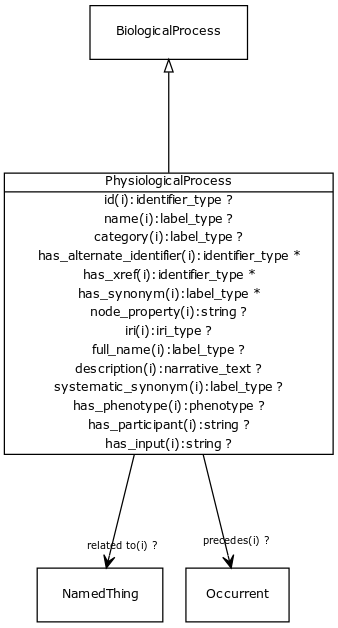 BiologicalProcess
PhysiologicalProcess
id(i):identifier_type ?
name(i):label_type ?
category(i):label_type ?
has_alternate_identifier(i):identifier_type *
has_xref(i):identifier_type *
has_synonym(i):label_type *
node_property(i):string ?
iri(i):iri_type ?
full_name(i):label_type ?
description(i):narrative_text ?
systematic_synonym(i):label_type ?
has_phenotype(i):phenotype ?
has_participant(i):string ?
has_input(i):string ?
related to(i) ?
precedes(i) ?
NamedThing
Occurrent